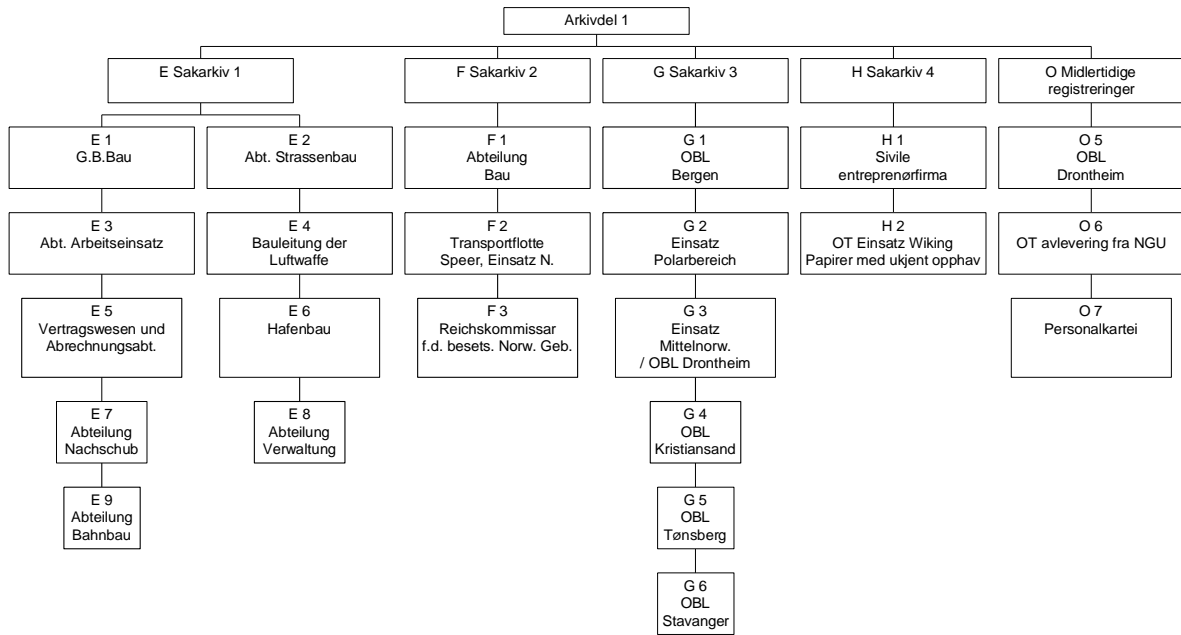 Arkivdel 1
E Sakarkiv 1
F Sakarkiv 2
G Sakarkiv 3
H Sakarkiv 4
O Midlertidige
registreringer
E 1
G.B.Bau
E 2
Abt. Strassenbau
F 1
Abteilung
Bau
G 1
OBL
Bergen
H 1
Sivile
entreprenørfirma
O 5
OBL
Drontheim
E 3
Abt. Arbeitseinsatz
E 4
Bauleitung der
Luftwaffe
F 2
Transportflotte
Speer, Einsatz N.
G 2
Einsatz
Polarbereich
H 2
OT Einsatz Wiking
Papirer med ukjent opphav
O 6
OT avlevering fra NGU
E 5
Vertragswesen und
Abrechnungsabt.
E 6
Hafenbau
F 3
Reichskommissar
f.d. besets. Norw. Geb.
G 3
Einsatz
Mittelnorw.
/ OBL Drontheim
O 7
Personalkartei
E 7
Abteilung
Nachschub
E 8
Abteilung
Verwaltung
G 4
OBL
Kristiansand
E 9
Abteilung
Bahnbau
G 5
OBL
Tønsberg
G 6
OBL
Stavanger